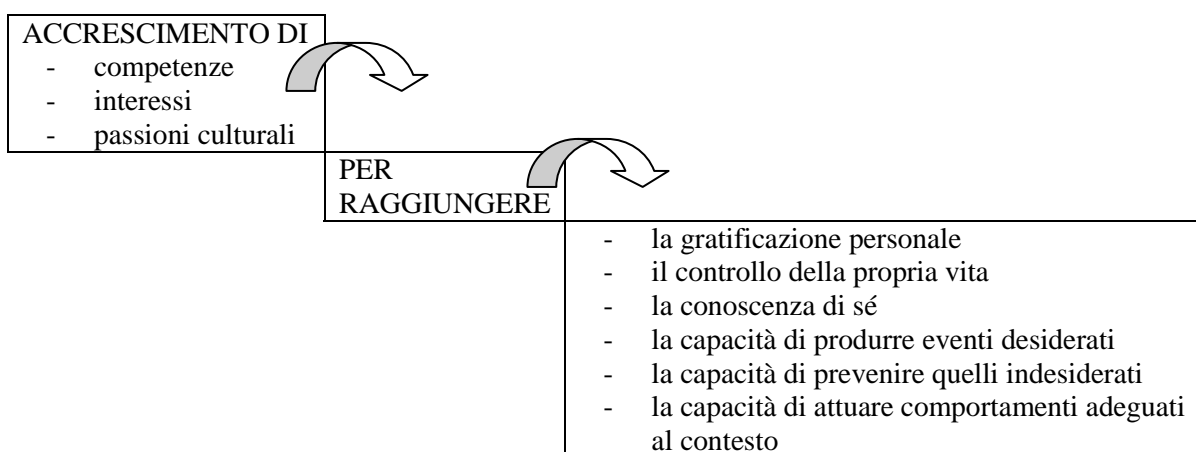 ACCRESCIMENTO DI
- competenze
- interessi
- passioni culturali
PER
RAGGIUNGERE
- la gratificazione personale
- il controllo della propria vita
- la conoscenza di sé
- la capacità di produrre eventi desiderati
- la capacità di prevenire quelli indesiderati
- la capacità di attuare comportamenti adeguati
al contesto